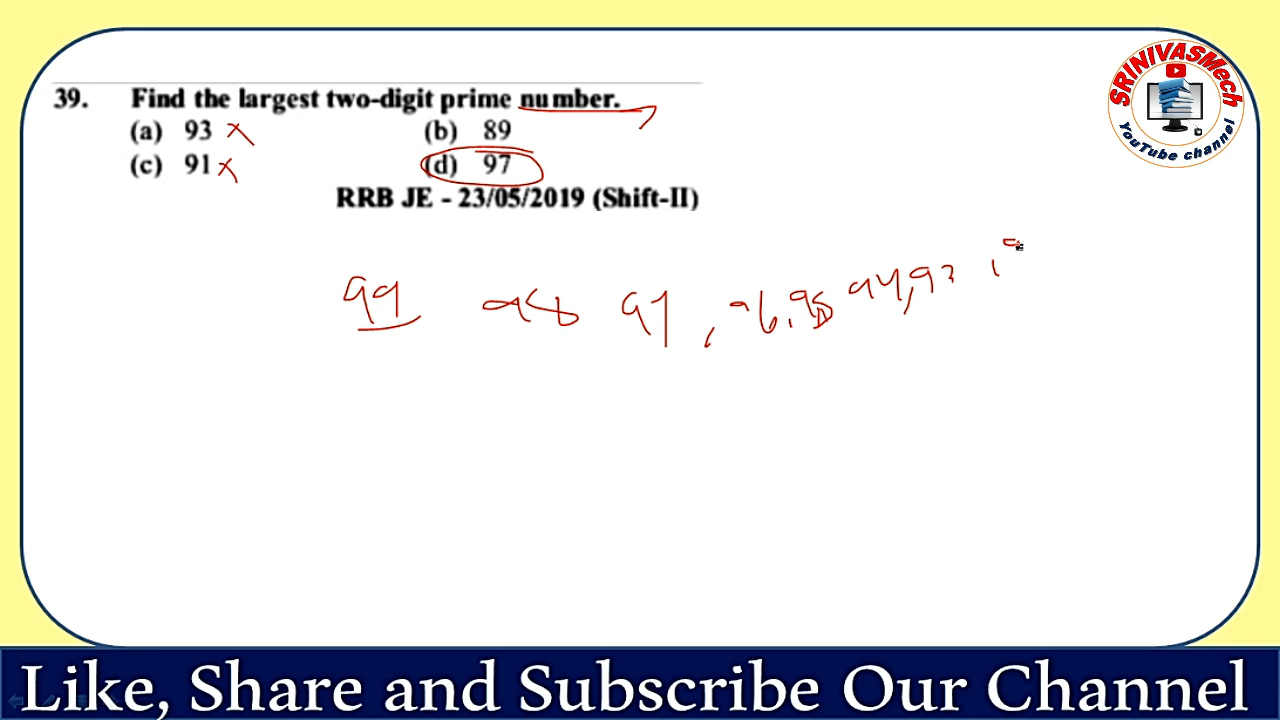 SRINIVASMech
YouTube channel
39. Find the largest two-digit prime number.
(a) 93 (b) 89
(c) 91 (d) 97
RRB JE - 23/05/2019 (Shift-II)
99 98 97, 96, 95 94, 93, 9
Like, Share and Subscribe Our Channel